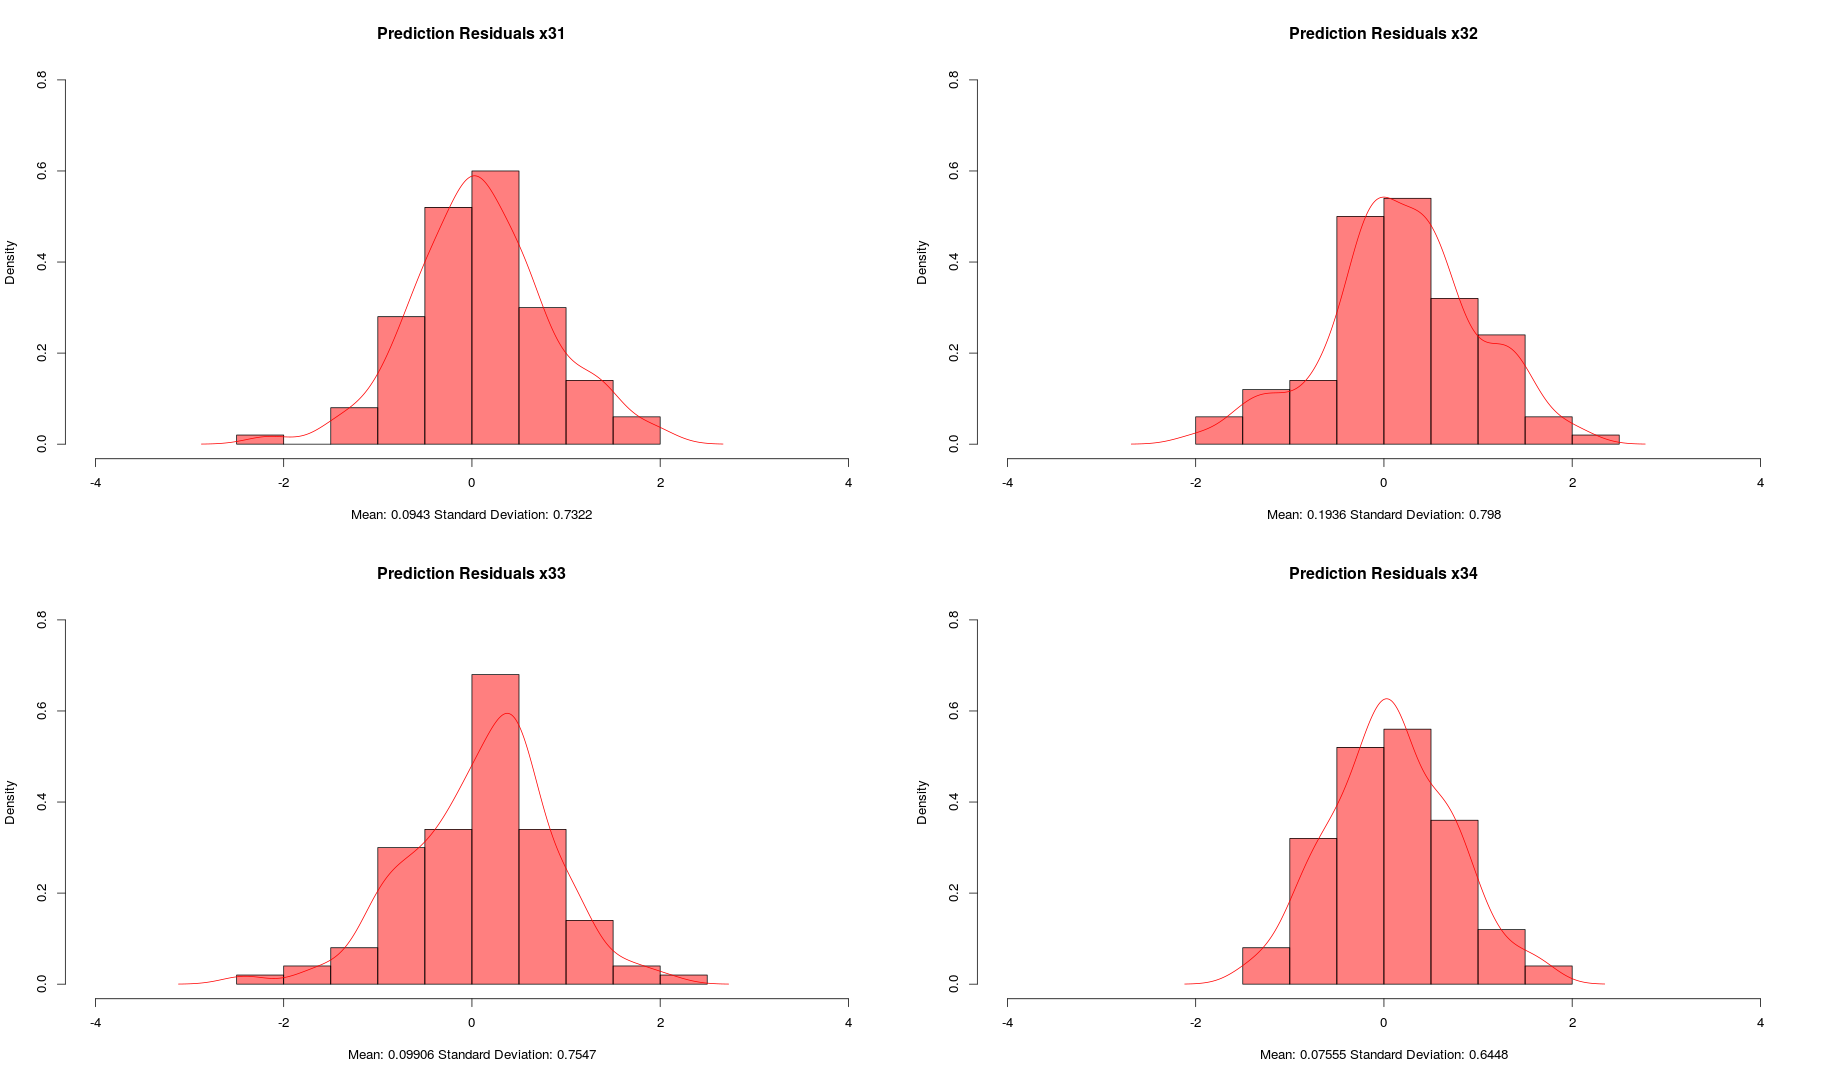 Prediction Residuals x31
Density
0.0 0.2 0.4 0.6 0.8
-4 -2 0 2 4
Mean: 0.0943 Standard Deviation: 0.7322
Prediction Residuals x32
Density
0.0 0.2 0.4 0.6 0.8
-4 -2 0 2 4
Mean: 0.1936 Standard Deviation: 0.798
Prediction Residuals x33
Density
0.0 0.2 0.4 0.6 0.8
-4 -2 0 2 4
Mean: 0.09906 Standard Deviation: 0.7547
Prediction Residuals x34
Density
0.0 0.2 0.4 0.6 0.8
-4 -2 0 2 4
Mean: 0.07555 Standard Deviation: 0.6448